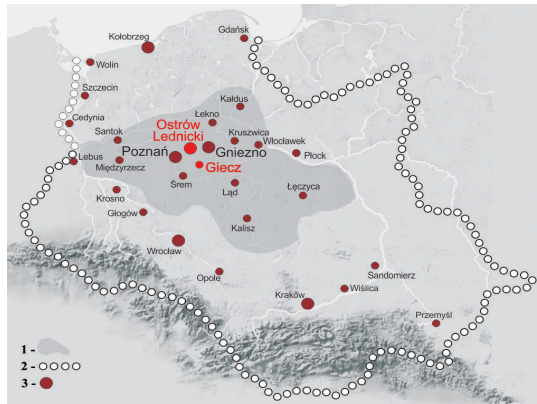 Gdańsk
Kołobrzeg
Wolin
Szczecin
Kałdus
Cedynia
Łekno
Santok
Ostrów
Lednicki
Kruszwica
Włocławek
Poznań
Gniezno
Płock
Lebus
Międzyrzecz
Giecz
Śrem
Ląd
Łęczyca
Krosno
Głogów
Kalisz
Wrocław
Opole
Sandomierz
Kraków
Wiślica
Przemyśl
1 -
2 -
3 -